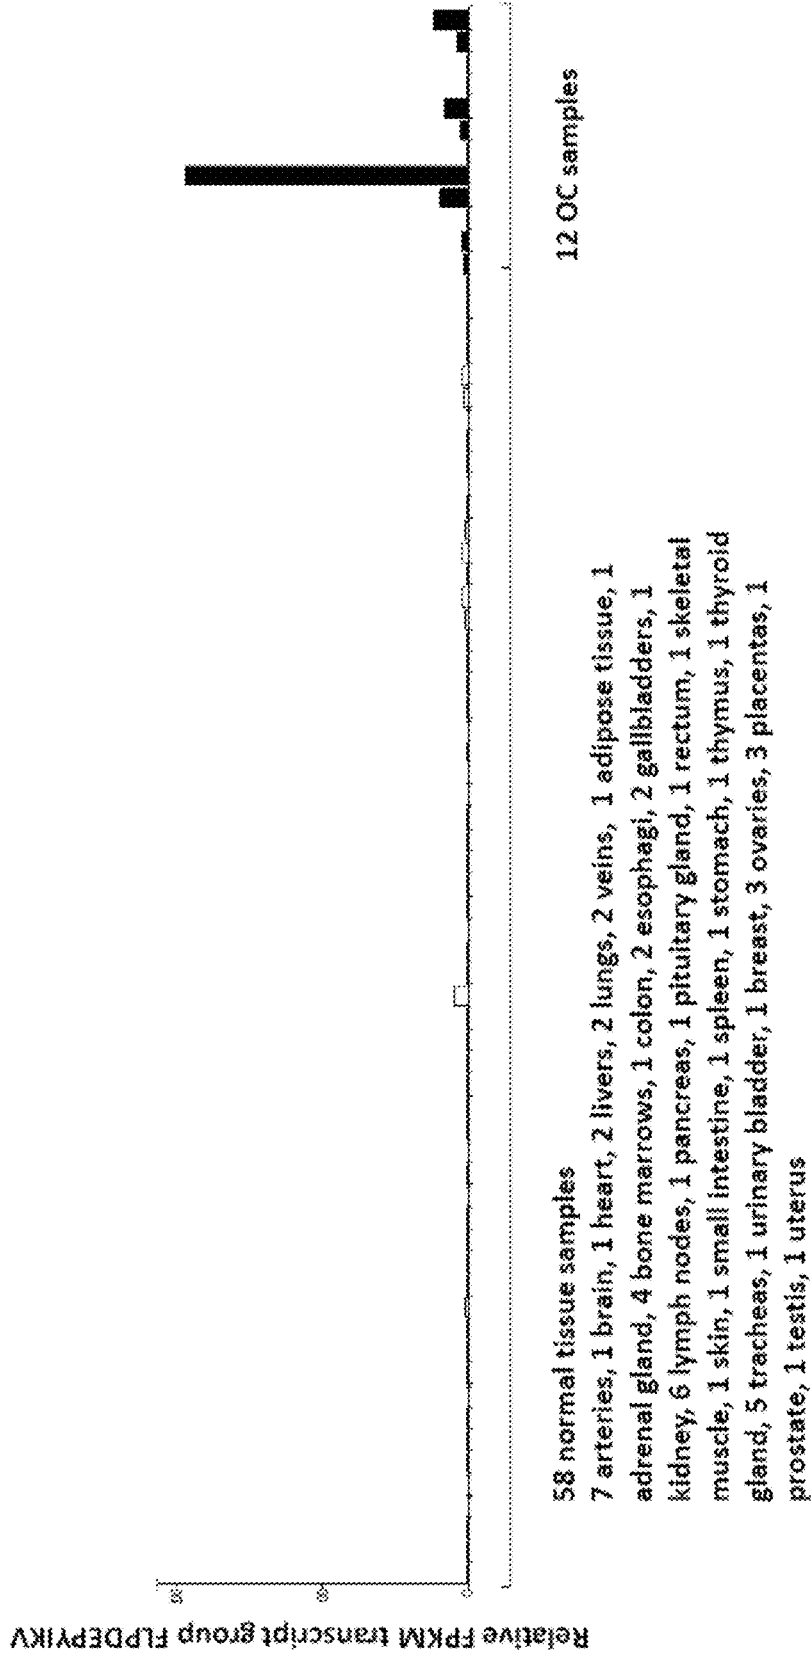 Relative FPKM transcript group FLPDEPYIKV
0
12 OC samples
58 normal tissue samples
7 arteries, 1 brain, 1 heart, 2 livers, 2 lungs, 2 veins, 1 adipose tissue, 1
adrenal gland, 4 bone marrows, 1 colon, 2 esophagi, 2 gallbladders, 1
kidney, 6 lymph nodes, 1 pancreas, 1 pituitary gland, 1 rectum, 1 skeletal
muscle, 1 skin, 1 small intestine, 1 spleen, 1 stomach, 1 thymus, 1 thyroid
gland, 5 tracheas, 1 urinary bladder, 1 breast, 3 ovaries, 3 placentas, 1
prostate, 1 testis, 1 uterus